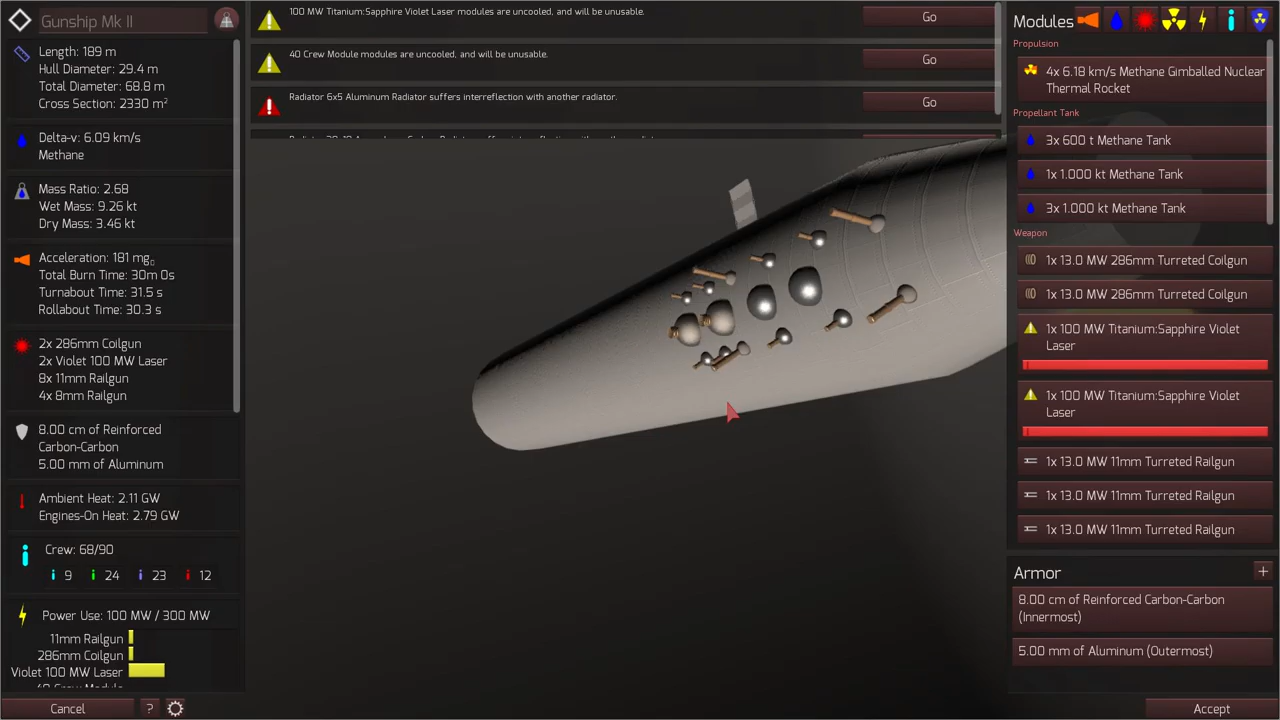 Gunship Mk II
Length: 189 m
Hull Diameter: 29.4 m
Total Diameter: 68.8 m
Cross Section: 2330 m²
Delta-v: 6.09 km/s
Methane
Mass Ratio: 2.68
Wet Mass: 9.26 kt
Dry Mass: 3.46 kt
Acceleration: 181 mg
Total Burn Time: 30m 0s
Turnabout Time: 31.5 s
Rollabout Time: 30.3 s
2x 286mm Coilgun
2x Violet 100 MW Laser
8x 11mm Railgun
4x 8mm Railgun
8.00 cm of Reinforced
Carbon-Carbon
5.00 mm of Aluminum
Ambient Heat: 2.11 GW
Engines-On Heat: 2.79 GW
Crew: 68/90
9 24 23 12
Power Use: 100 MW / 300 MW
11mm Railgun
286mm Coilgun
Violet 100 MW Laser
40 Crew Module
Cancel ?
100 MW Titanium:Sapphire Violet Laser modules are uncooled, and will be unusable.
Go
40 Crew Module modules are uncooled, and will be unusable.
Go
Radiator 6x5 Aluminum Radiator suffers interreflection with another radiator.
Go
Modules
Propulsion
4x 6.18 km/s Methane Gimballed Nuclear
Thermal Rocket
Propellant Tank
3x 600 t Methane Tank
1x 1.000 kt Methane Tank
3x 1.000 kt Methane Tank
Weapon
1x 13.0 MW 286mm Turreted Coilgun
1x 13.0 MW 286mm Turreted Coilgun
1x 100 MW Titanium:Sapphire Violet
Laser
1x 100 MW Titanium:Sapphire Violet
Laser
1x 13.0 MW 11mm Turreted Railgun
1x 13.0 MW 11mm Turreted Railgun
1x 13.0 MW 11mm Turreted Railgun
Armor +
8.00 cm of Reinforced Carbon-Carbon
(Innermost)
5.00 mm of Aluminum (Outermost)
Accept